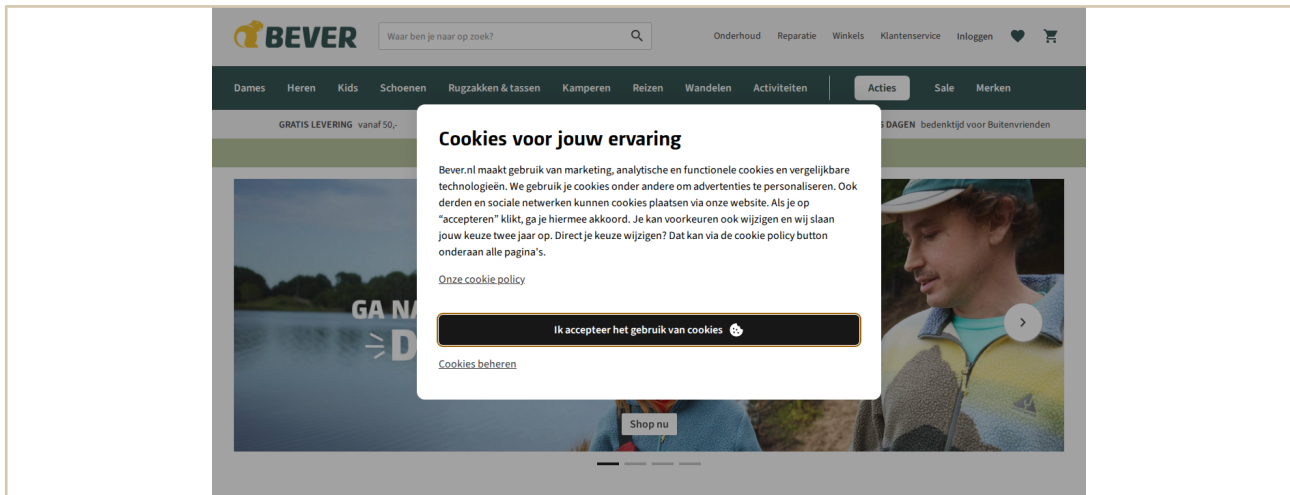 BEVER
Waar ben je naar op zoek?
Onderhoud Reparatie Winkels Klantenservice Inloggen
Dames Heren Kids Schoenen Rugzakken & tassen Kamperen Reizen Wandelen Activiteiten Acties Sale Merken
GRATIS LEVERING vanaf 50,- DAGEN bedenktijd voor Buitenvrienden
Cookies voor jouw ervaring
Bever.nl maakt gebruik van marketing, analytische en functionele cookies en vergelijkbare
technologieën. We gebruik je cookies onder andere om advertenties te personaliseren. Ook
derden en sociale netwerken kunnen cookies plaatsen via onze website. Als je op
“accepteren” klikt, ga je hiermee akkoord. Je kan voorkeuren ook wijzigen en wij slaan
jouw keuze twee jaar op. Direct je keuze wijzigen? Dat kan via de cookie policy button
onderaan alle pagina's.
Onze cookie policy
GA
Ik accepteer het gebruik van cookies
Cookies beheren
Shop nu